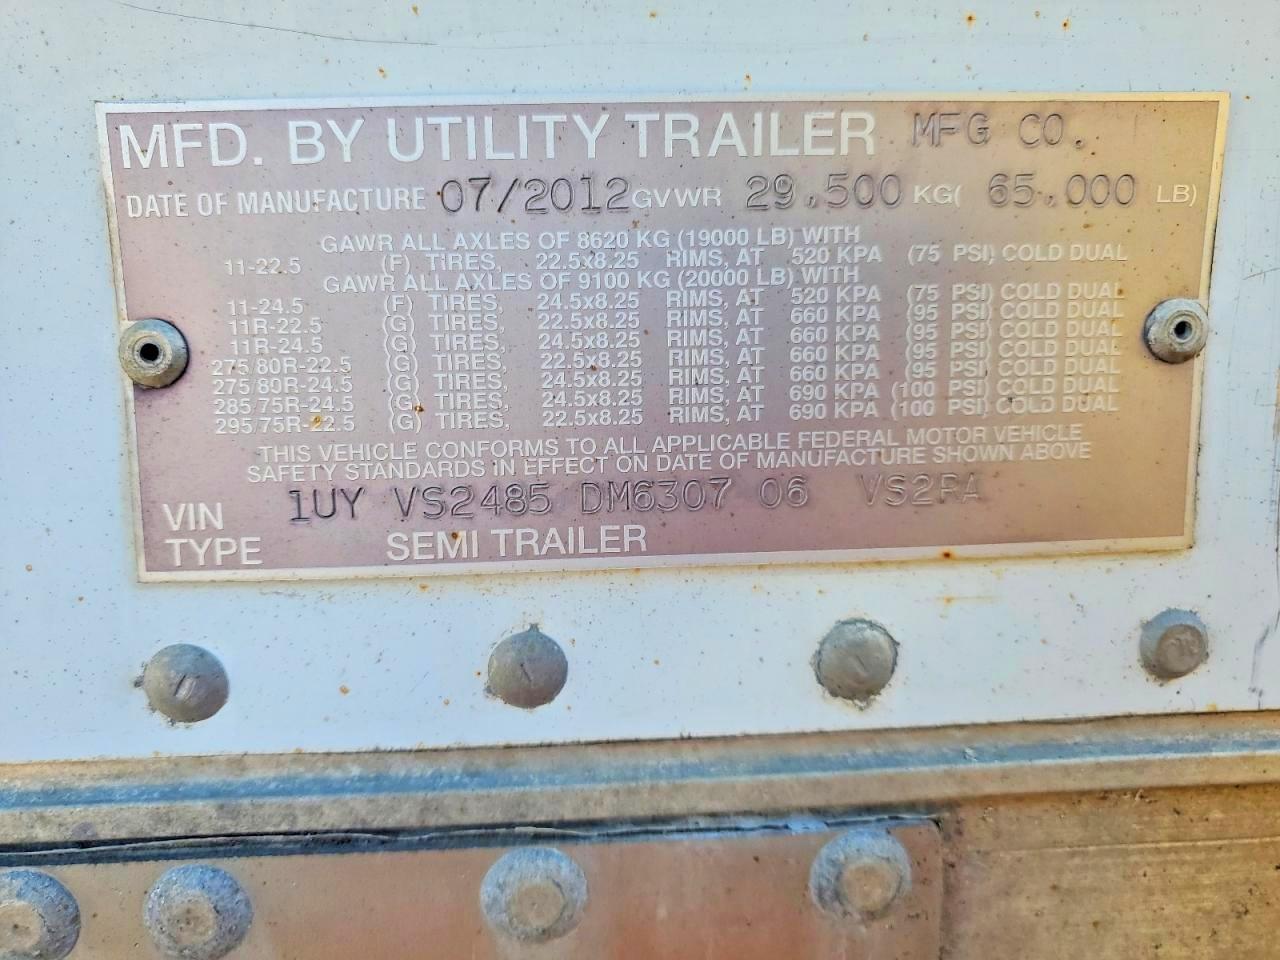 MFD. BY UTILITY TRAILER MFG CO.
DATE OF MANUFACTURE 07/2012 GVWR 29,500 KG( 65,000 LB)
GAWR ALL AXLES OF 8620 KG (19000 LB) WITH
11-22.5 (F) TIRES, 22.5x8.25 RIMS, AT 520 KPA (75 PSI) COLD DUAL
GAWR ALL AXLES OF 9100 KG (20000 LB) WITH
11-24.5 (F) TIRES, 24.5x8.25 RIMS, AT 520 KPA (75 PSI) COLD DUAL
11R-22.5 (G) TIRES, 22.5x8.25 RIMS, AT 660 KPA (95 PSI) COLD DUAL
11R-24.5 (G) TIRES, 24.5x8.25 RIMS, AT 660 KPA (95 PSI) COLD DUAL
275/80R-22.5 (G) TIRES, 22.5x8.25 RIMS, AT 660 KPA (95 PSI) COLD DUAL
275/80R-24.5 (G) TIRES, 24.5x8.25 RIMS, AT 660 KPA (95 PSI) COLD DUAL
285/75R-24.5 (G) TIRES, 24.5x8.25 RIMS, AT 690 KPA (100 PSI) COLD DUAL
295/75R-22.5 (G) TIRES, 22.5x8.25 RIMS, AT 690 KPA (100 PSI) COLD DUAL
THIS VEHICLE CONFORMS TO ALL APPLICABLE FEDERAL MOTOR VEHICLE
SAFETY STANDARDS IN EFFECT ON DATE OF MANUFACTURE SHOWN ABOVE
VIN 1UY VS2485 DM6307 06 VS2RA
TYPE SEMI TRAILER